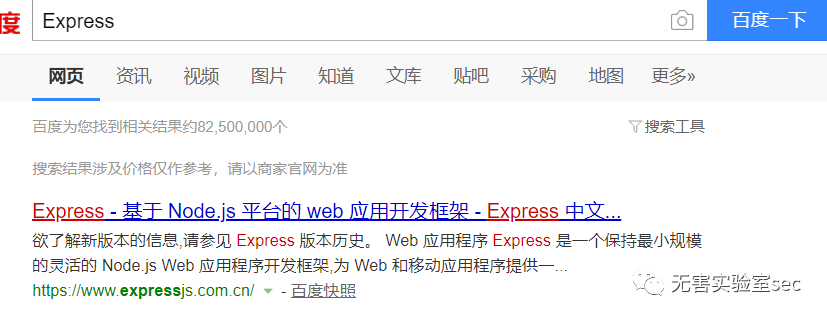 度 Express 百度一下
网页 资讯 视频 图片 知道 文库 贴吧 采购 地图 更多»
百度为您找到相关结果约82,500,000个 搜索工具
搜索结果涉及价格仅作参考，请以商家官网为准
Express - 基于 Node.js 平台的 web 应用开发框架 - Express 中文...
欲了解新版本的信息,请参见 Express 版本历史。 Web 应用程序 Express 是一个保持最小规模
的灵活的 Node.js Web 应用程序开发框架,为 Web 和移动应用程序提供一...
https://www.expressjs.com.cn/ - 百度快照
无害实验室sec